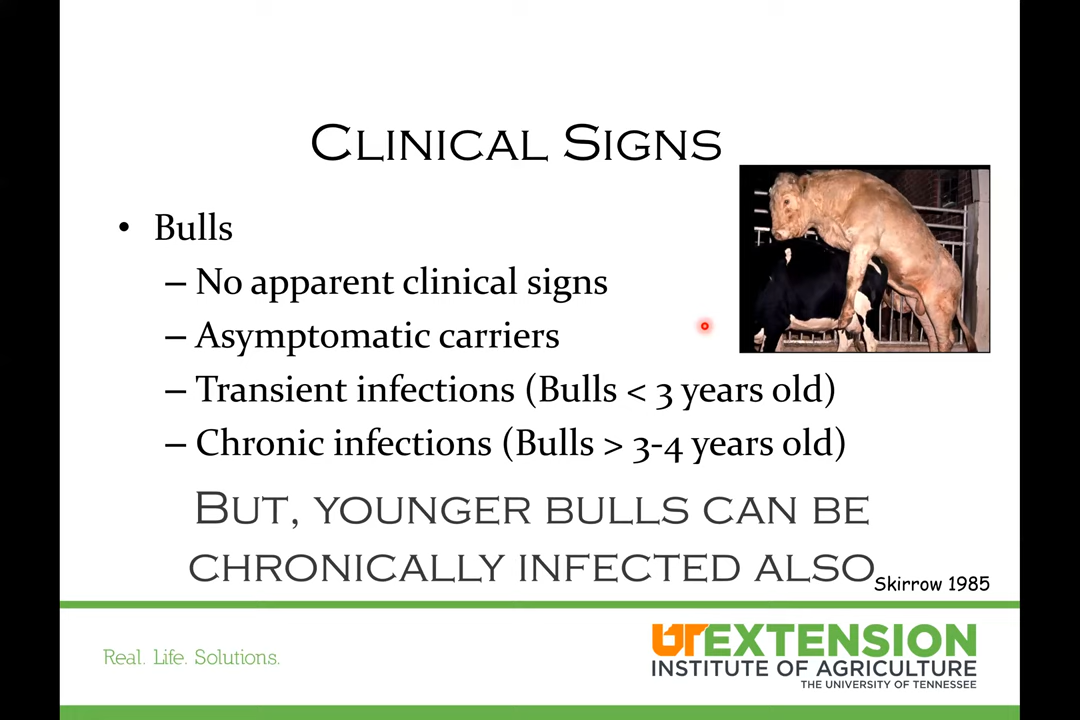 Clinical Signs
• Bulls
– No apparent clinical signs
– Asymptomatic carriers
– Transient infections (Bulls < 3 years old)
– Chronic infections (Bulls > 3-4 years old)
But, younger bulls can be
chronically infected also
Skirrow 1985
Real. Life. Solutions.
UT EXTENSION
INSTITUTE OF AGRICULTURE
THE UNIVERSITY OF TENNESSEE